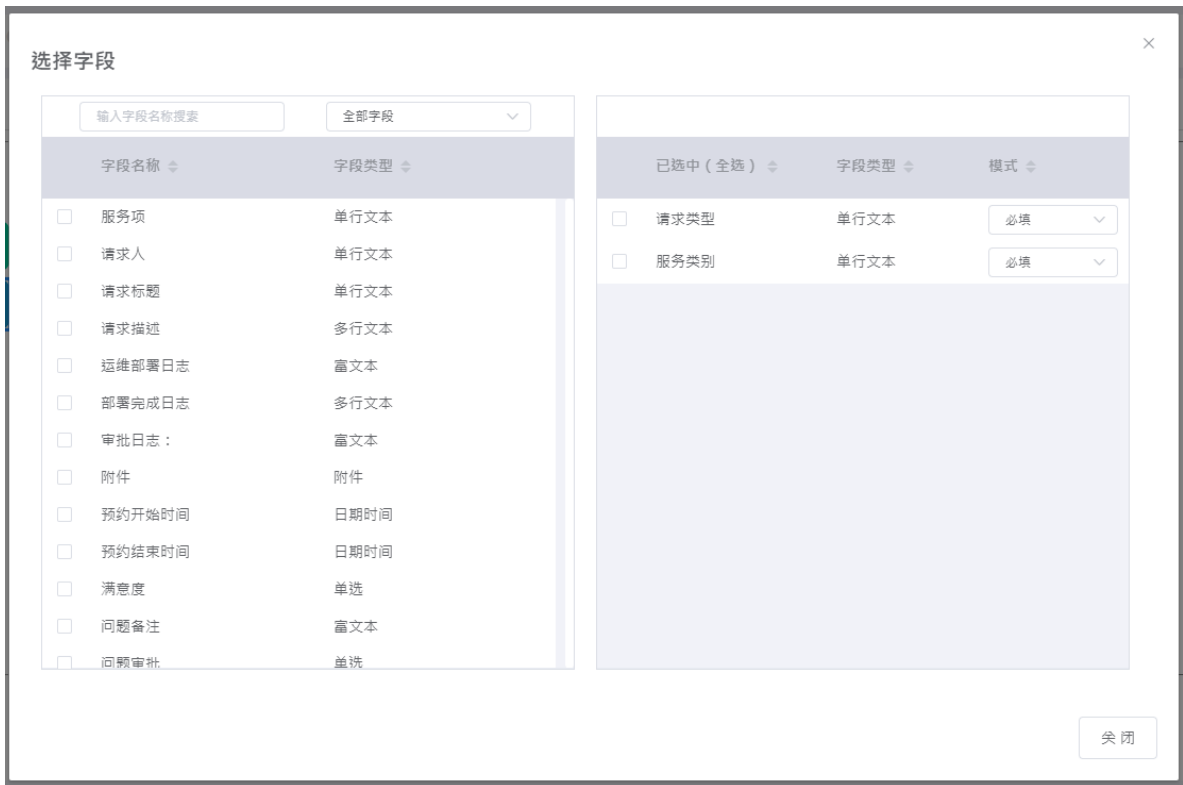 选择字段
输入字段名称搜索 全部字段
字段名称 字段类型
服务项 单行文本
请求人 单行文本
请求标题 单行文本
请求描述 多行文本
运维部署日志 富文本
部署完成日志 多行文本
审批日志： 富文本
附件 附件
预约开始时间 日期时间
预约结束时间 日期时间
满意度 单选
问题备注 富文本
问题审批 单选
已选中（全选） 字段类型 模式
请求类型 单行文本 必填
服务类别 单行文本 必填
关闭